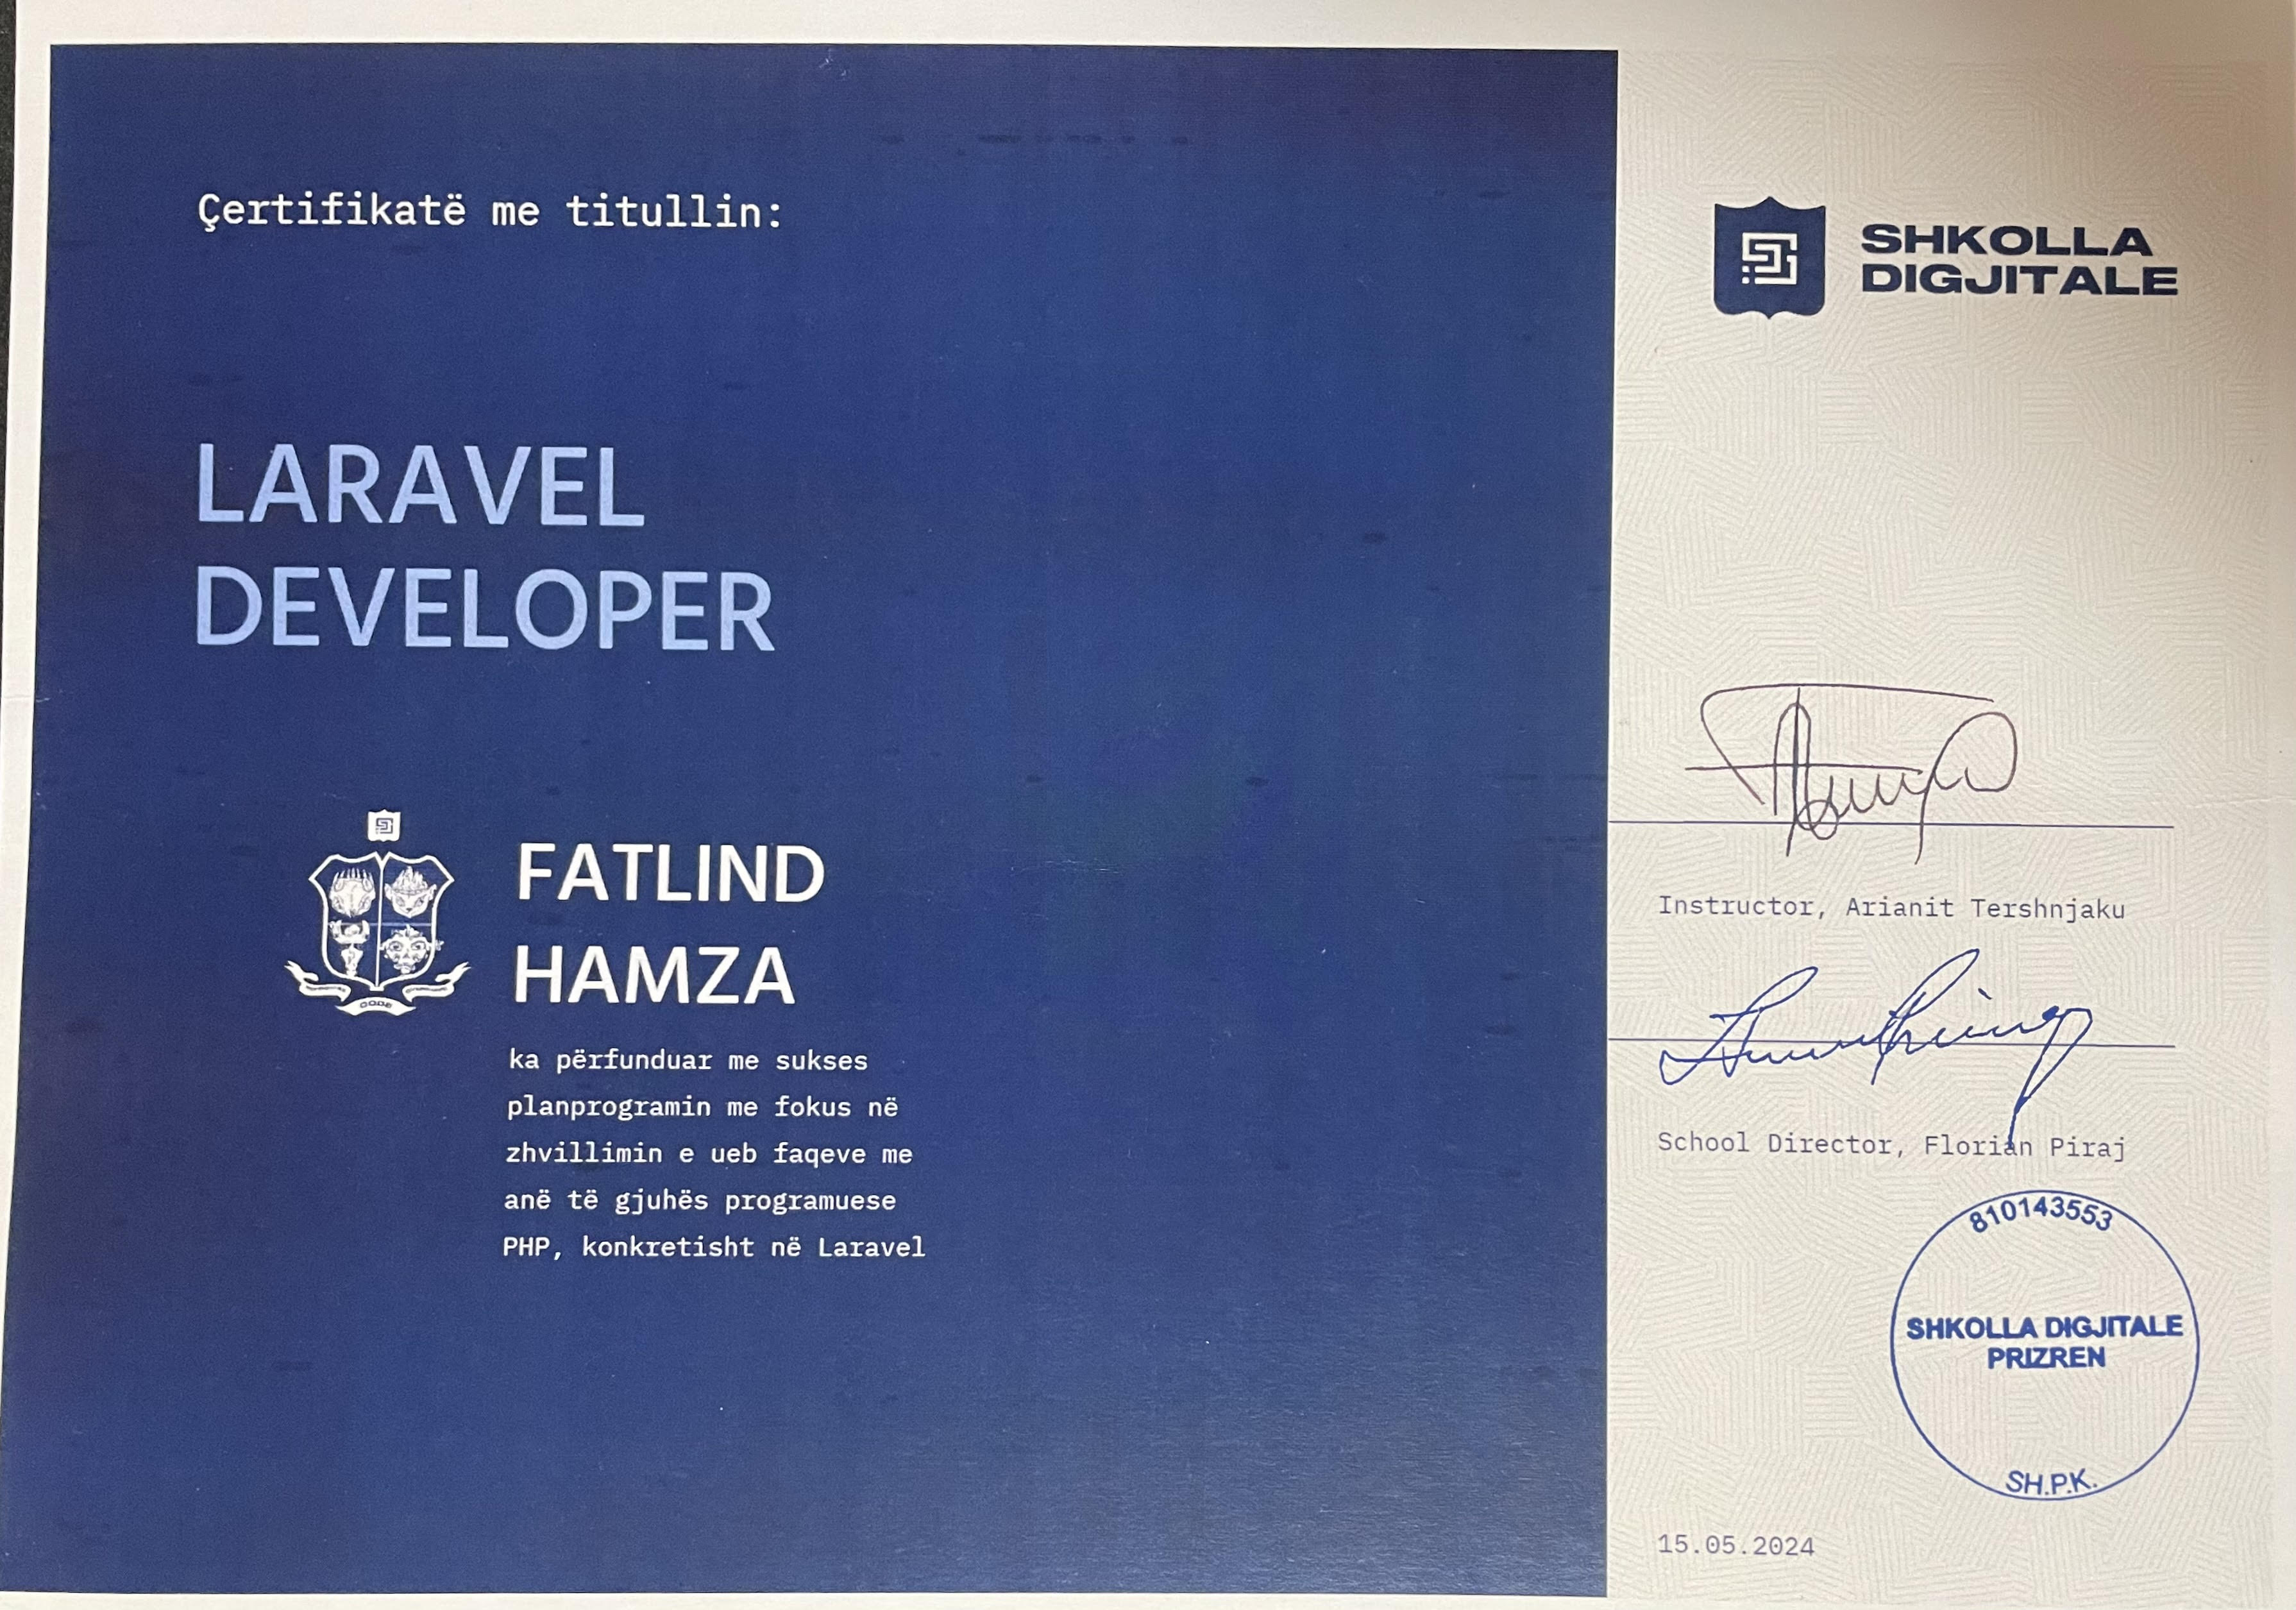 Çertifikatë me titullin:
LARAVEL
DEVELOPER
FATLIND
HAMZA
ka përfunduar me sukses
planprogramin me fokus në
zhvillimin e ueb faqeve me
anë të gjuhës programuese
PHP, konkretisht në Laravel
CODE
SHKOLLA
DIGJITALE
Instructor, Arianit Tershnjaku
School Director, Florian Piraj
810143553
SHKOLLA DIGJITALE
PRIZREN
SH.P.K.
15.05.2024